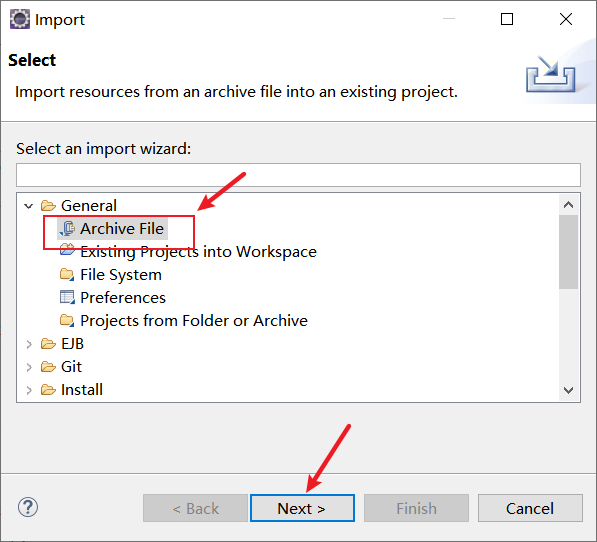 Import
Select
Import resources from an archive file into an existing project.
Select an import wizard:
General
Archive File
Existing Projects into Workspace
File System
Preferences
Projects from Folder or Archive
EJB
Git
Install
?
< Back
Next >
Finish
Cancel